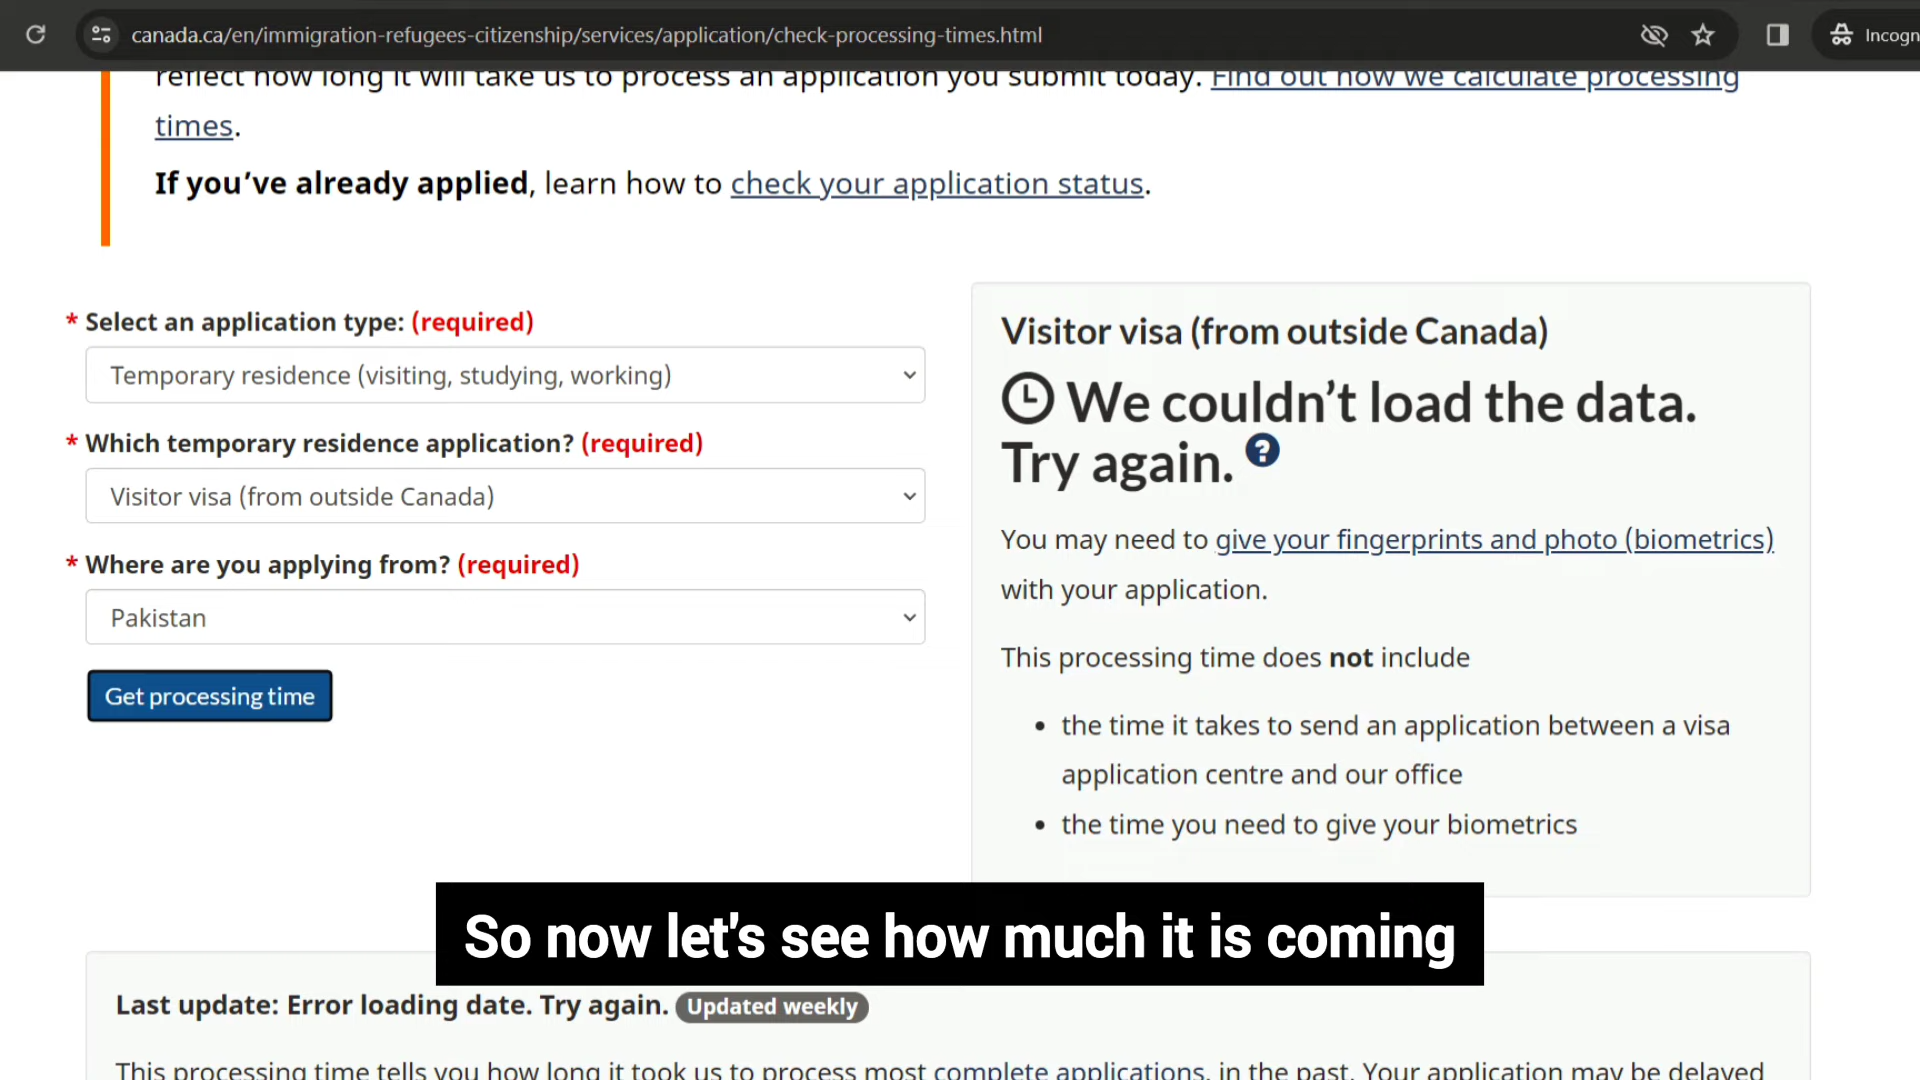 canada.ca/en/immigration-refugees-citizenship/services/application/check-processing-times.html
Incogn
reflect how long it will take us to process an application you submit today. Find out how we calculate processing
times.
If you’ve already applied, learn how to check your application status.
* Select an application type: (required)
Temporary residence (visiting, studying, working)
* Which temporary residence application? (required)
Visitor visa (from outside Canada)
* Where are you applying from? (required)
Pakistan
Get processing time
Visitor visa (from outside Canada)
We couldn’t load the data.
Try again. ?
You may need to give your fingerprints and photo (biometrics)
with your application.
This processing time does not include
• the time it takes to send an application between a visa
application centre and our office
• the time you need to give your biometrics
So now let's see how much it is coming
Last update: Error loading date. Try again. Updated weekly
This processing time tells you how long it took us to process most complete applications, in the past. Your application may be delayed